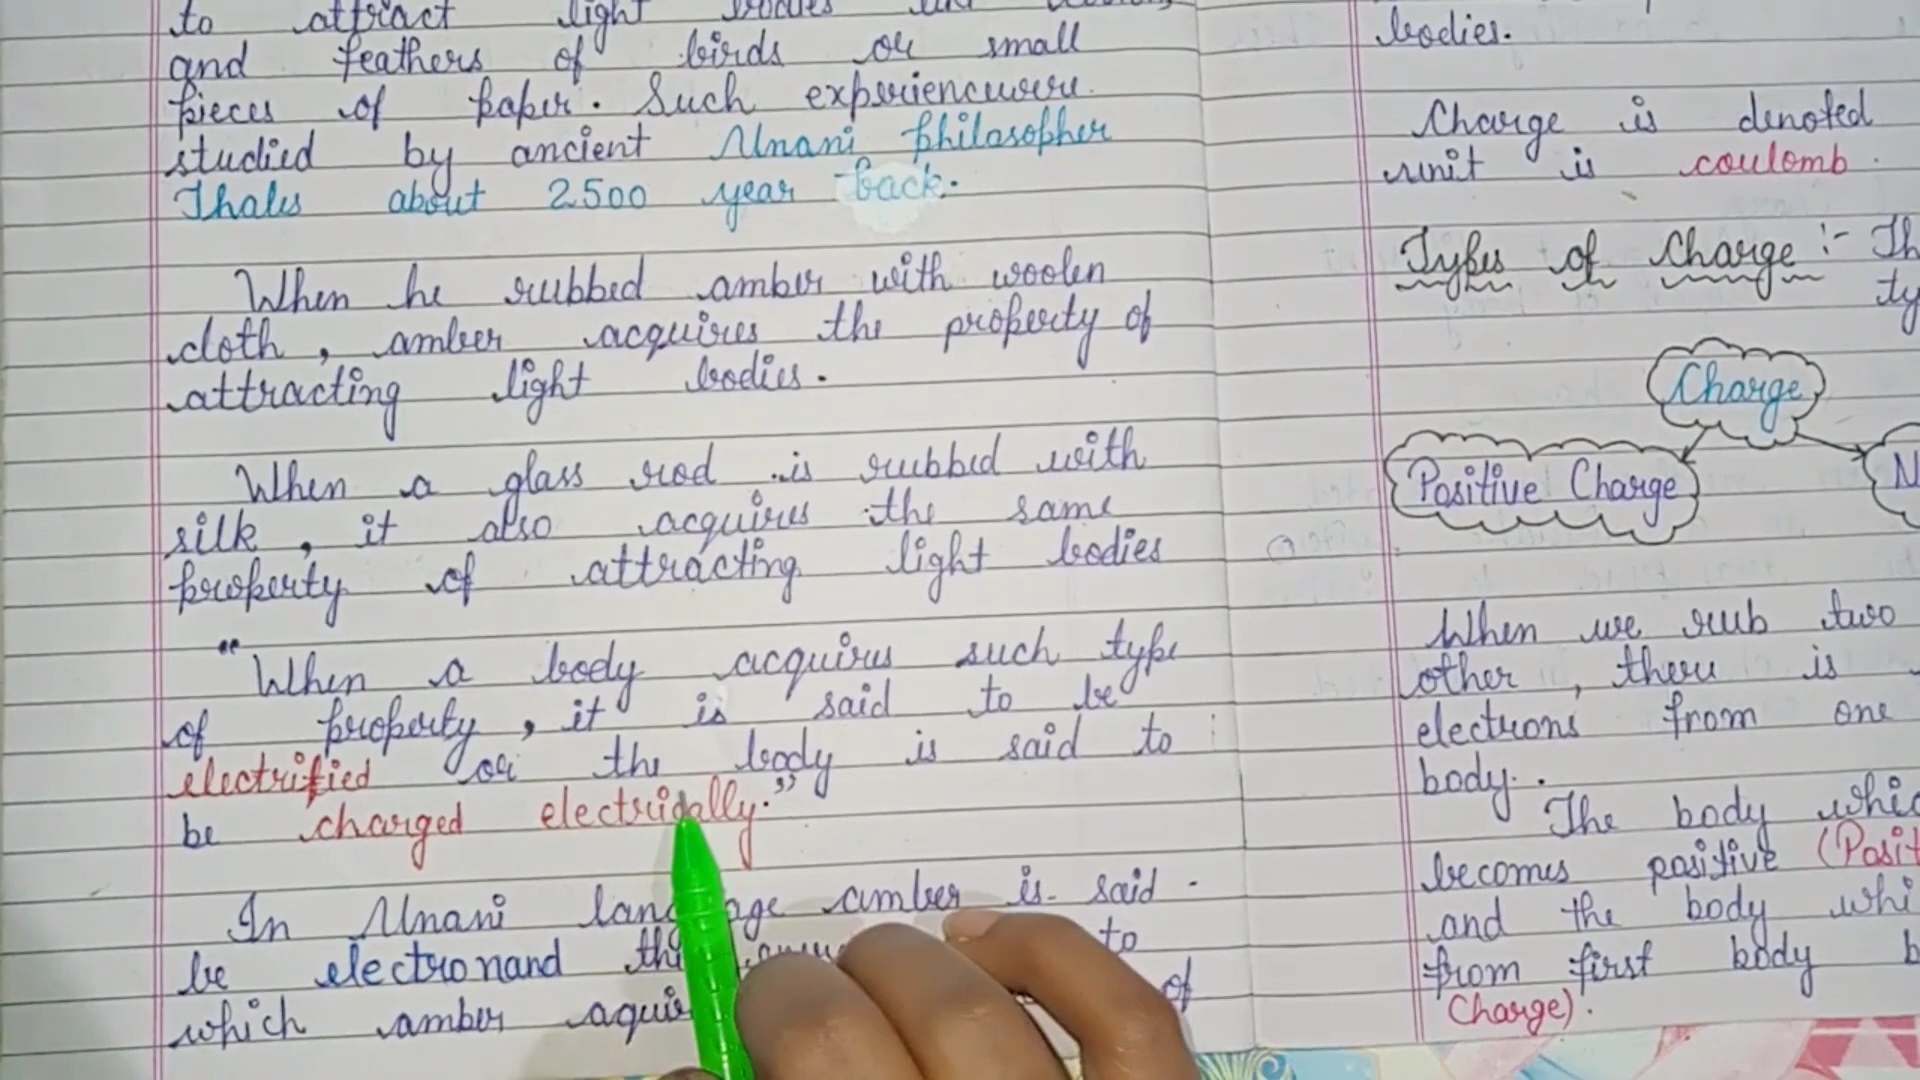 to attract light bodies
and feathers of birds or small
pieces of paper. Such experiencewere
studied by ancient Unani philosopher
Thales about 2500 year back.
When he rubbed amber with woolen
cloth, amber acquires the property of
attracting light bodies.
When a glass rod is rubbed with
silk, it also acquires the same
property of attracting light bodies
"When a body acquires such type
of property, it is said to be
electrified or the body is said to
be charged electrically."
In Unani language amber is said -
be electronand to
which amber of
bodies.
Charge is denoted
unit is coulomb.
Types of Charge :- Th
ty
Charge
Positive Charge
N
When we rub two
other, there is
electrons from one
body.
The body whic
becomes positive (Posit
and the body whi
from first body b
Charge).